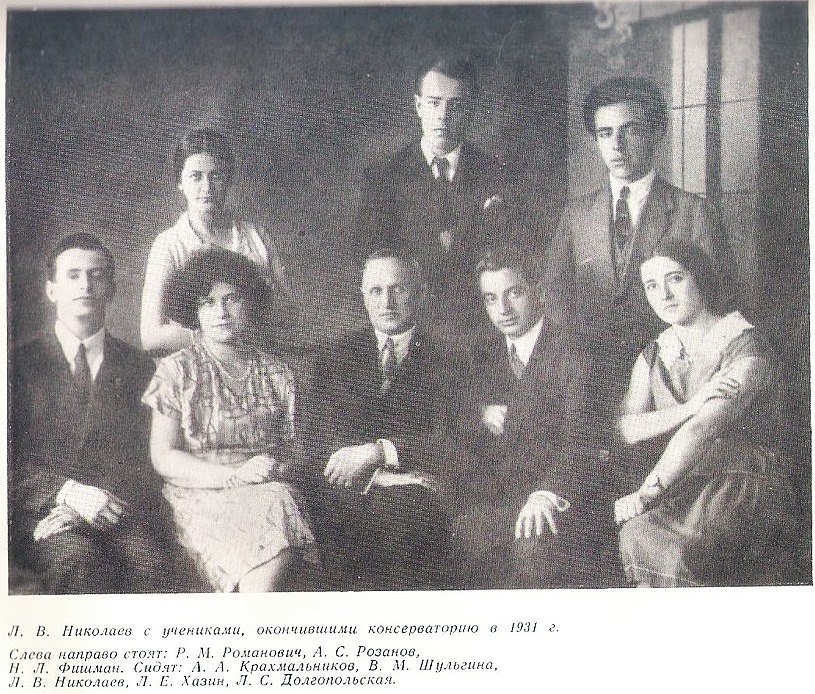 Л. В. Николаев с учениками, окончившими консерваторию в 1931 г.
Слева направо стоят: Р. М. Романович, А. С. Розанов,
Н. Л. Фишман. Сидят: А. А. Крахмальников, В. М. Шульгина,
Л. В. Николаев, Л. Е. Хазин, Л. С. Долгопольская.